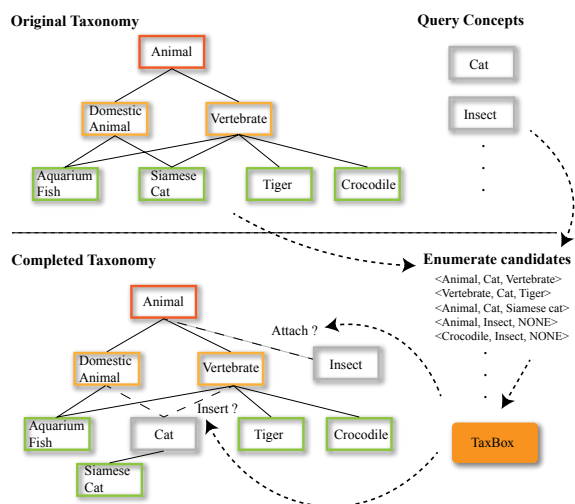 Original Taxonomy
Query Concepts
Animal
Cat
Domestic
Animal
Vertebrate
Insect
Aquarium
Fish
Siamese
Cat
Tiger
Crocodile
Completed Taxonomy
Enumerate candidates
<Animal, Cat, Vertebrate>
<Vertebrate, Cat, Tiger>
<Animal, Cat, Siamese cat>
<Animal, Insect, NONE>
<Crocodile, Insect, NONE>
Animal
Attach ?
Domestic
Animal
Vertebrate
Insect
Insert ?
Aquarium
Fish
Cat
Tiger
Crocodile
TaxBox
Siamese
Cat